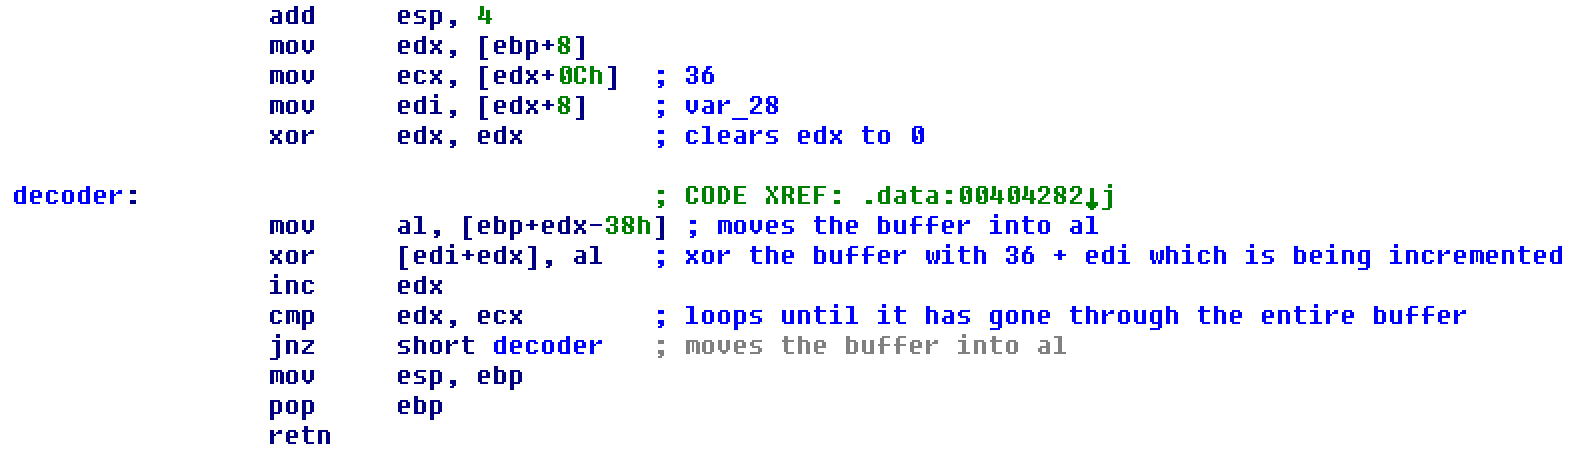 add esp, 4
mov edx, [ebp+8]
mov ecx, [edx+0Ch] ; 36
mov edi, [edx+8] ; var_28
xor edx, edx ; clears edx to 0
decoder: ; CODE XREF: .data:00404282↓j
mov al, [ebp+edx-38h] ; moves the buffer into al
xor [edi+edx], al ; xor the buffer with 36 + edi which is being incremented
inc edx
cmp edx, ecx ; loops until it has gone through the entire buffer
jnz short decoder ; moves the buffer into al
mov esp, ebp
pop ebp
retn